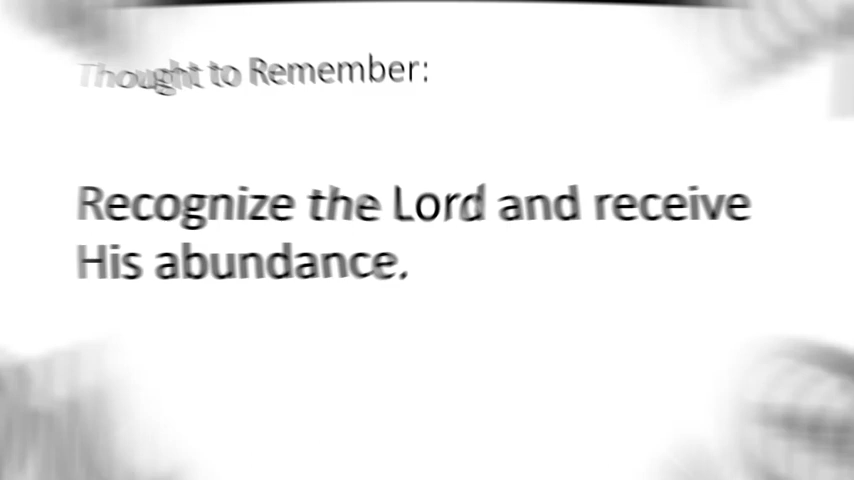 Thought to Remember:
Recognize the Lord and receive
His abundance.